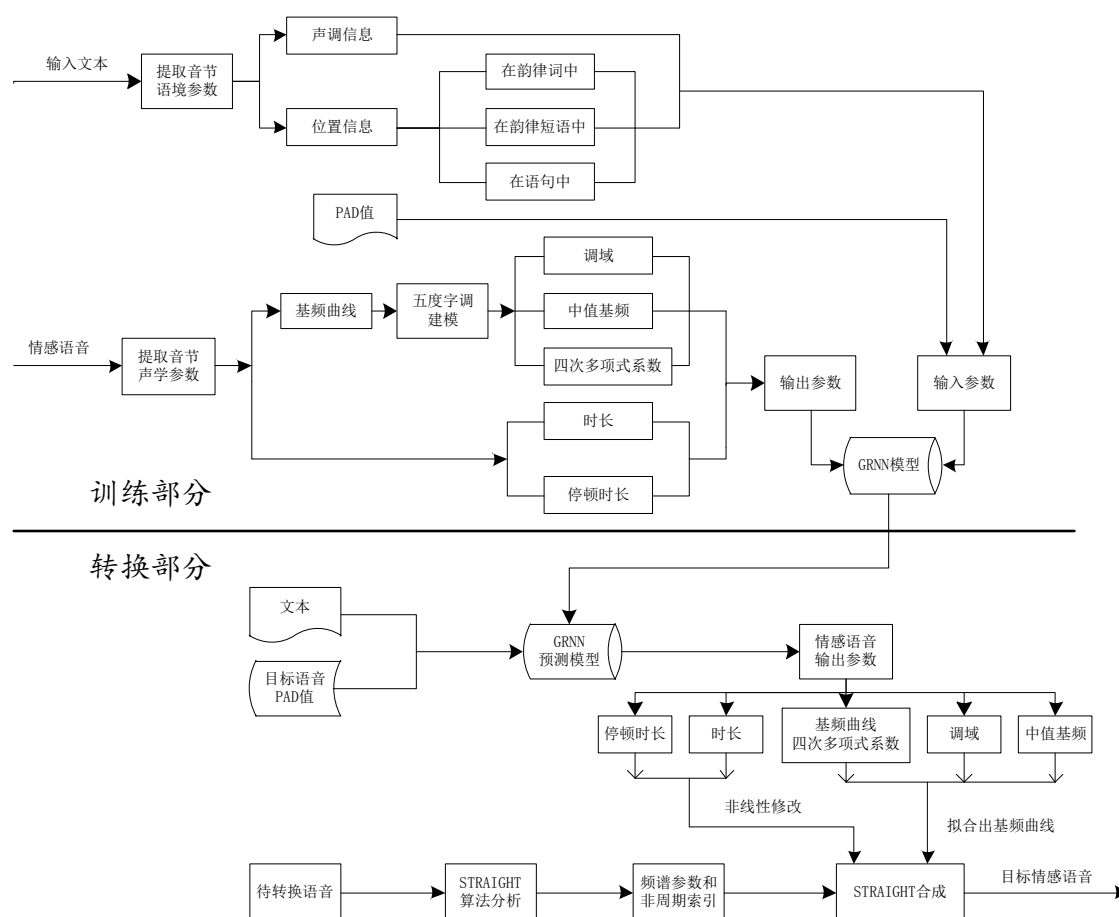 声调信息
输入文本
提取音节
语境参数
在韵律词中
位置信息
在韵律短语中
在语句中
PAD值
调域
基频曲线
五度字调
建模
中值基频
情感语音
提取音节
声学参数
四次多项式系数
输出参数
输入参数
时长
GRNN模型
停顿时长
训练部分
转换部分
文本
GRNN
预测模型
情感语音
输出参数
目标语音
PAD值
停顿时长
时长
基频曲线
四次多项式系数
调域
中值基频
非线性修改
拟合出基频曲线
待转换语音
STRAIGHT
算法分析
频谱参数和
非周期索引
STRAIGHT合成
目标情感语音